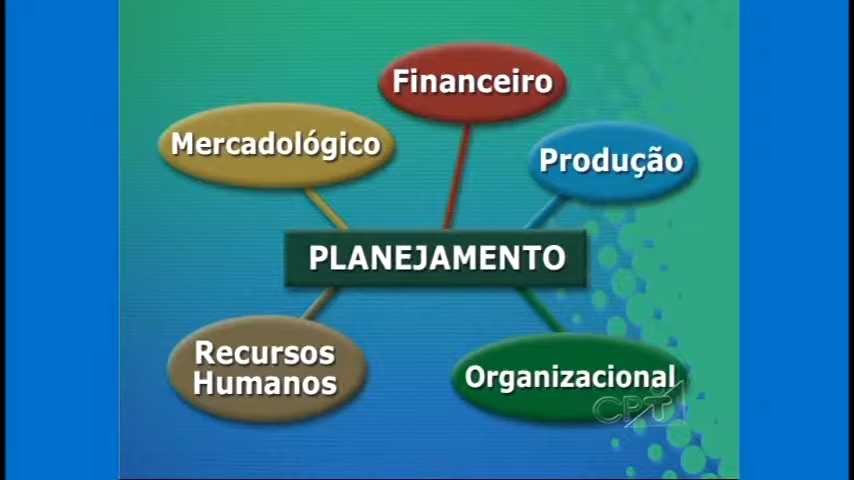 Financeiro
Mercadológico
Produção
PLANEJAMENTO
Recursos
Humanos
Organizacional
CPT